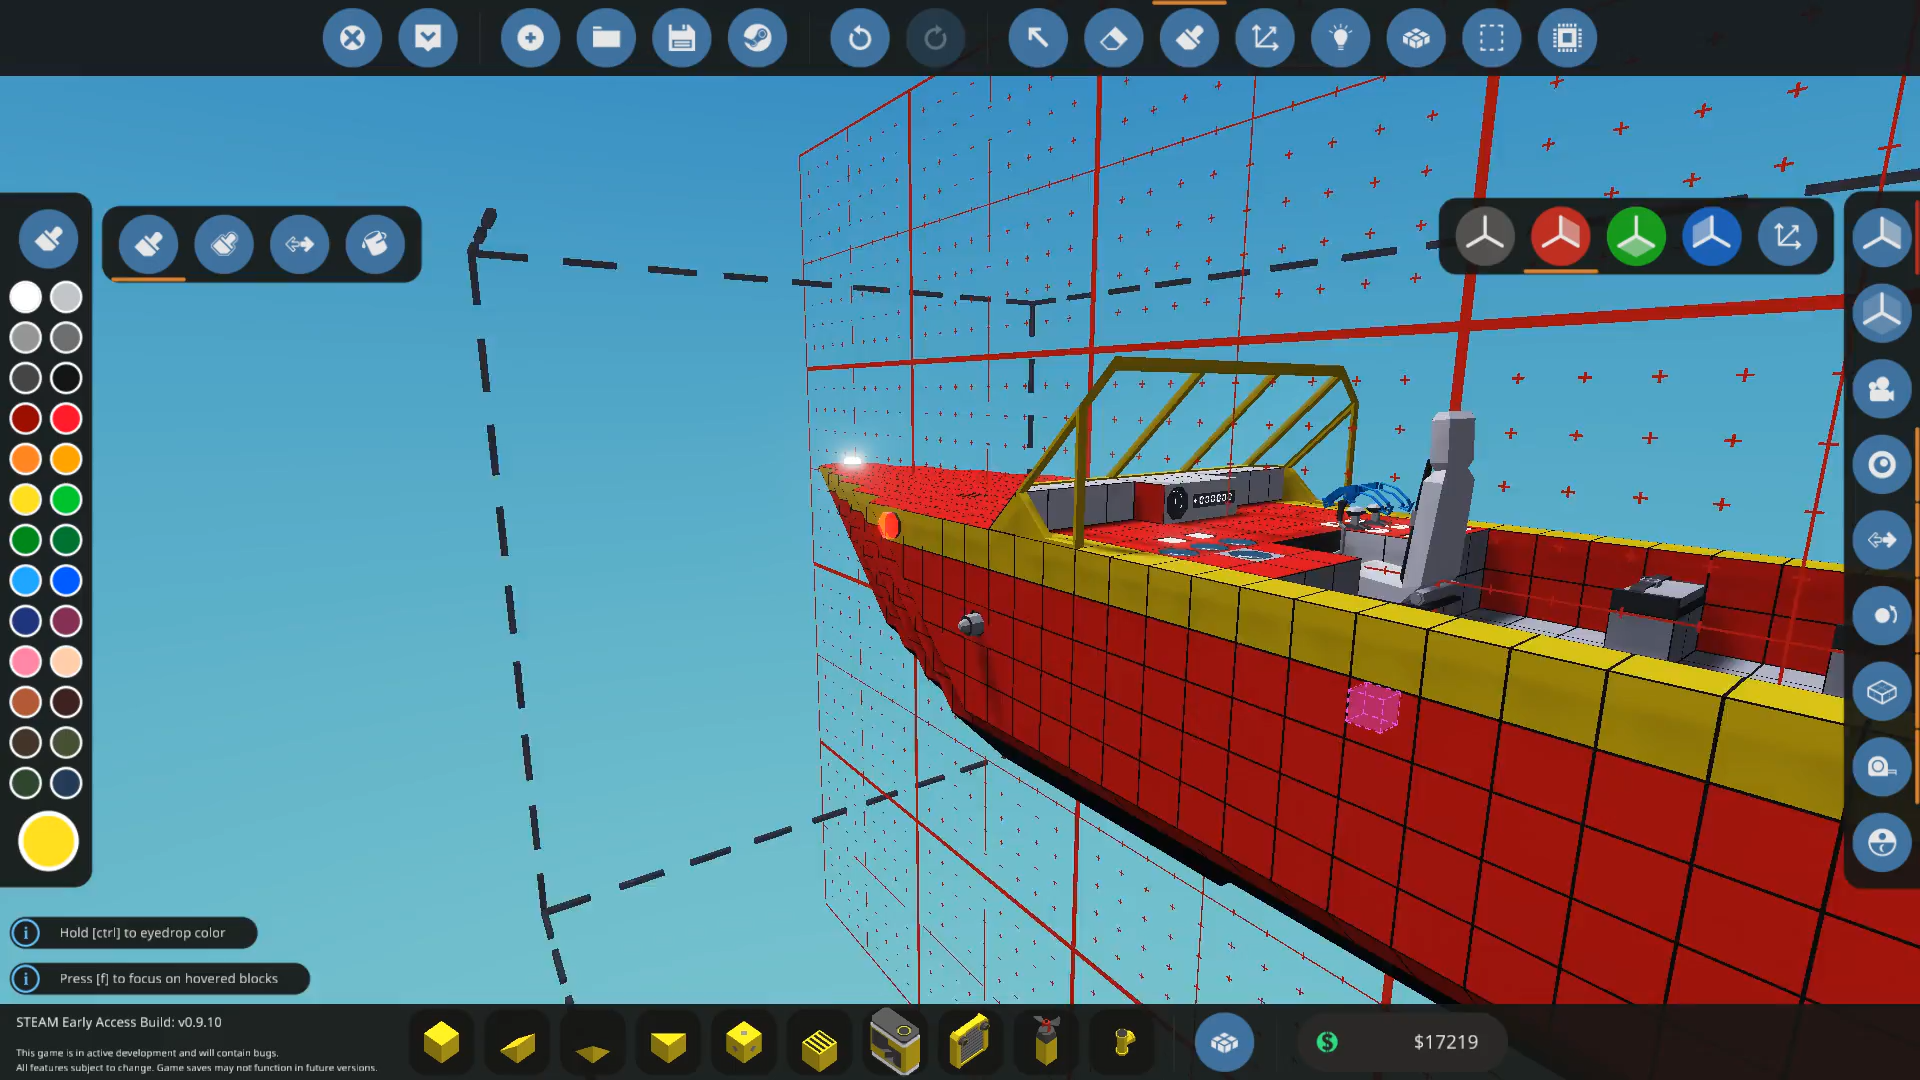 Hold [ctrl] to eyedrop color
Press [f] to focus on hovered blocks
STEAM Early Access Build: v0.9.10
This game is in active development and will contain bugs.
All features subject to change. Game saves may not function in future versions.
$17219